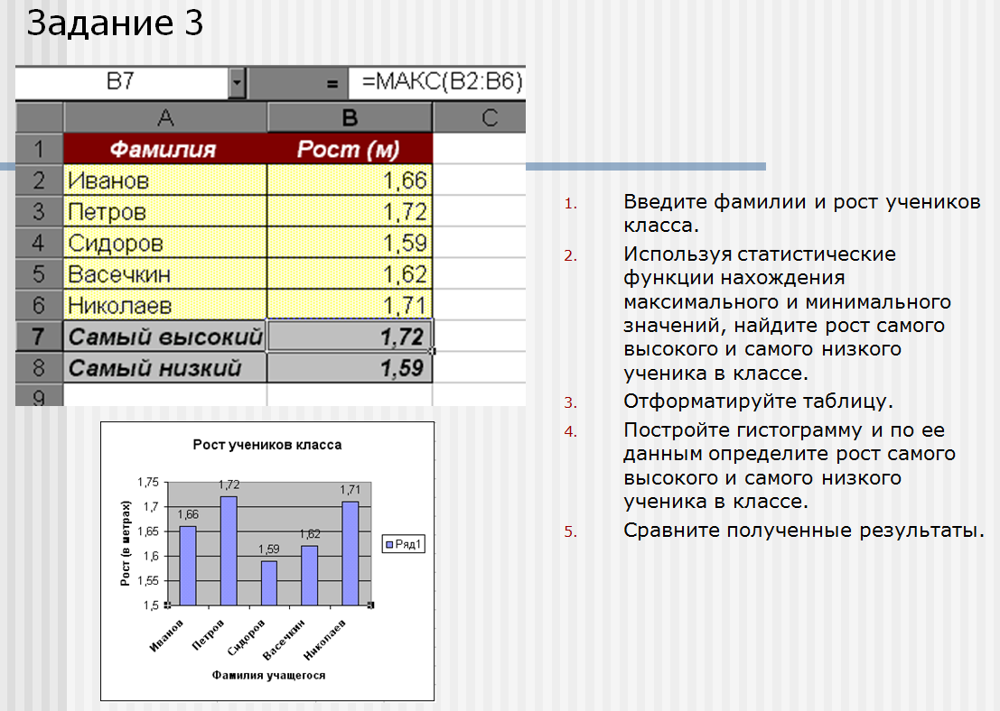 Задание 3
B7 = =МАКС(B2:B6)
A B C
1 Фамилия Рост (м)
2 Иванов 1,66
3 Петров 1,72
4 Сидоров 1,59
5 Васечкин 1,62
6 Николаев 1,71
7 Самый высокий 1,72
8 Самый низкий 1,59
9
Рост учеников класса
Рост (в метрах)
1,75
1,7
1,65
1,6
1,55
1,5
1,66
1,72
1,59
1,62
1,71
Ряд1
Иванов
Петров
Сидоров
Васечкин
Николаев
Фамилия учащегося
1. Введите фамилии и рост учеников
класса.
2. Используя статистические
функции нахождения
максимального и минимального
значений, найдите рост самого
высокого и самого низкого
ученика в классе.
3. Отформатируйте таблицу.
4. Постройте гистограмму и по ее
данным определите рост самого
высокого и самого низкого
ученика в классе.
5. Сравните полученные результаты.